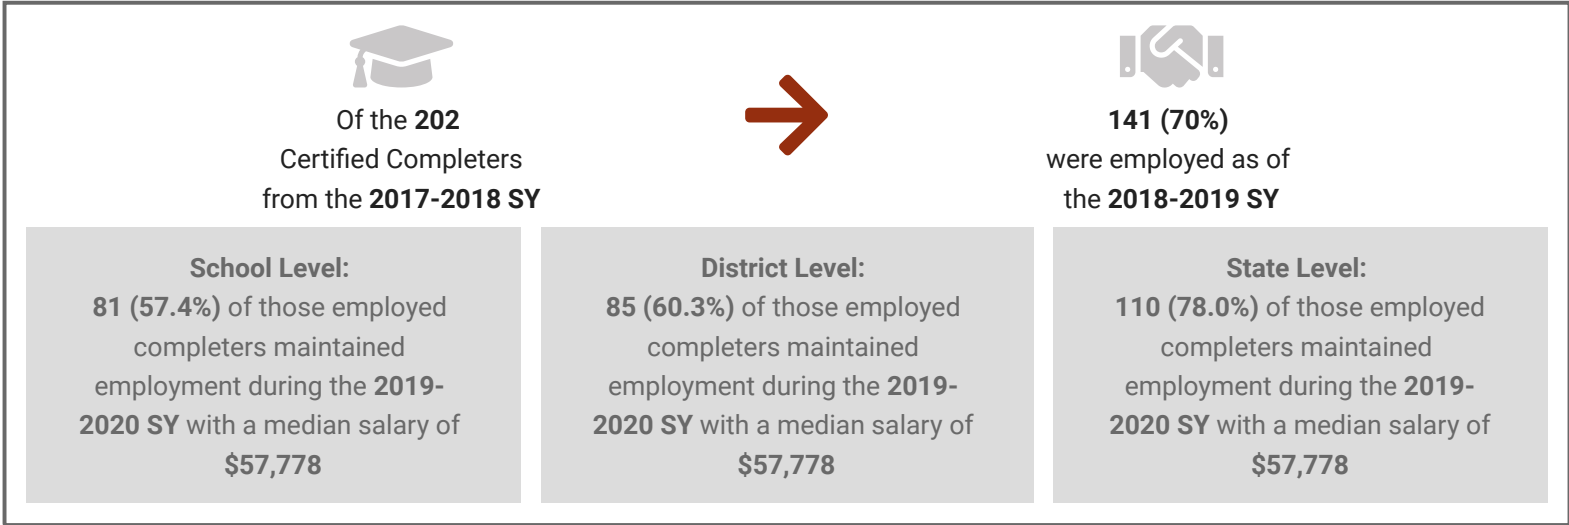 Of the 202
Certified Completers
from the 2017-2018 SY
141 (70%)
were employed as of
the 2018-2019 SY
School Level:
81 (57.4%) of those employed
completers maintained
employment during the 2019-
2020 SY with a median salary of
$57,778
District Level:
85 (60.3%) of those employed
completers maintained
employment during the 2019-
2020 SY with a median salary of
$57,778
State Level:
110 (78.0%) of those employed
completers maintained
employment during the 2019-
2020 SY with a median salary of
$57,778